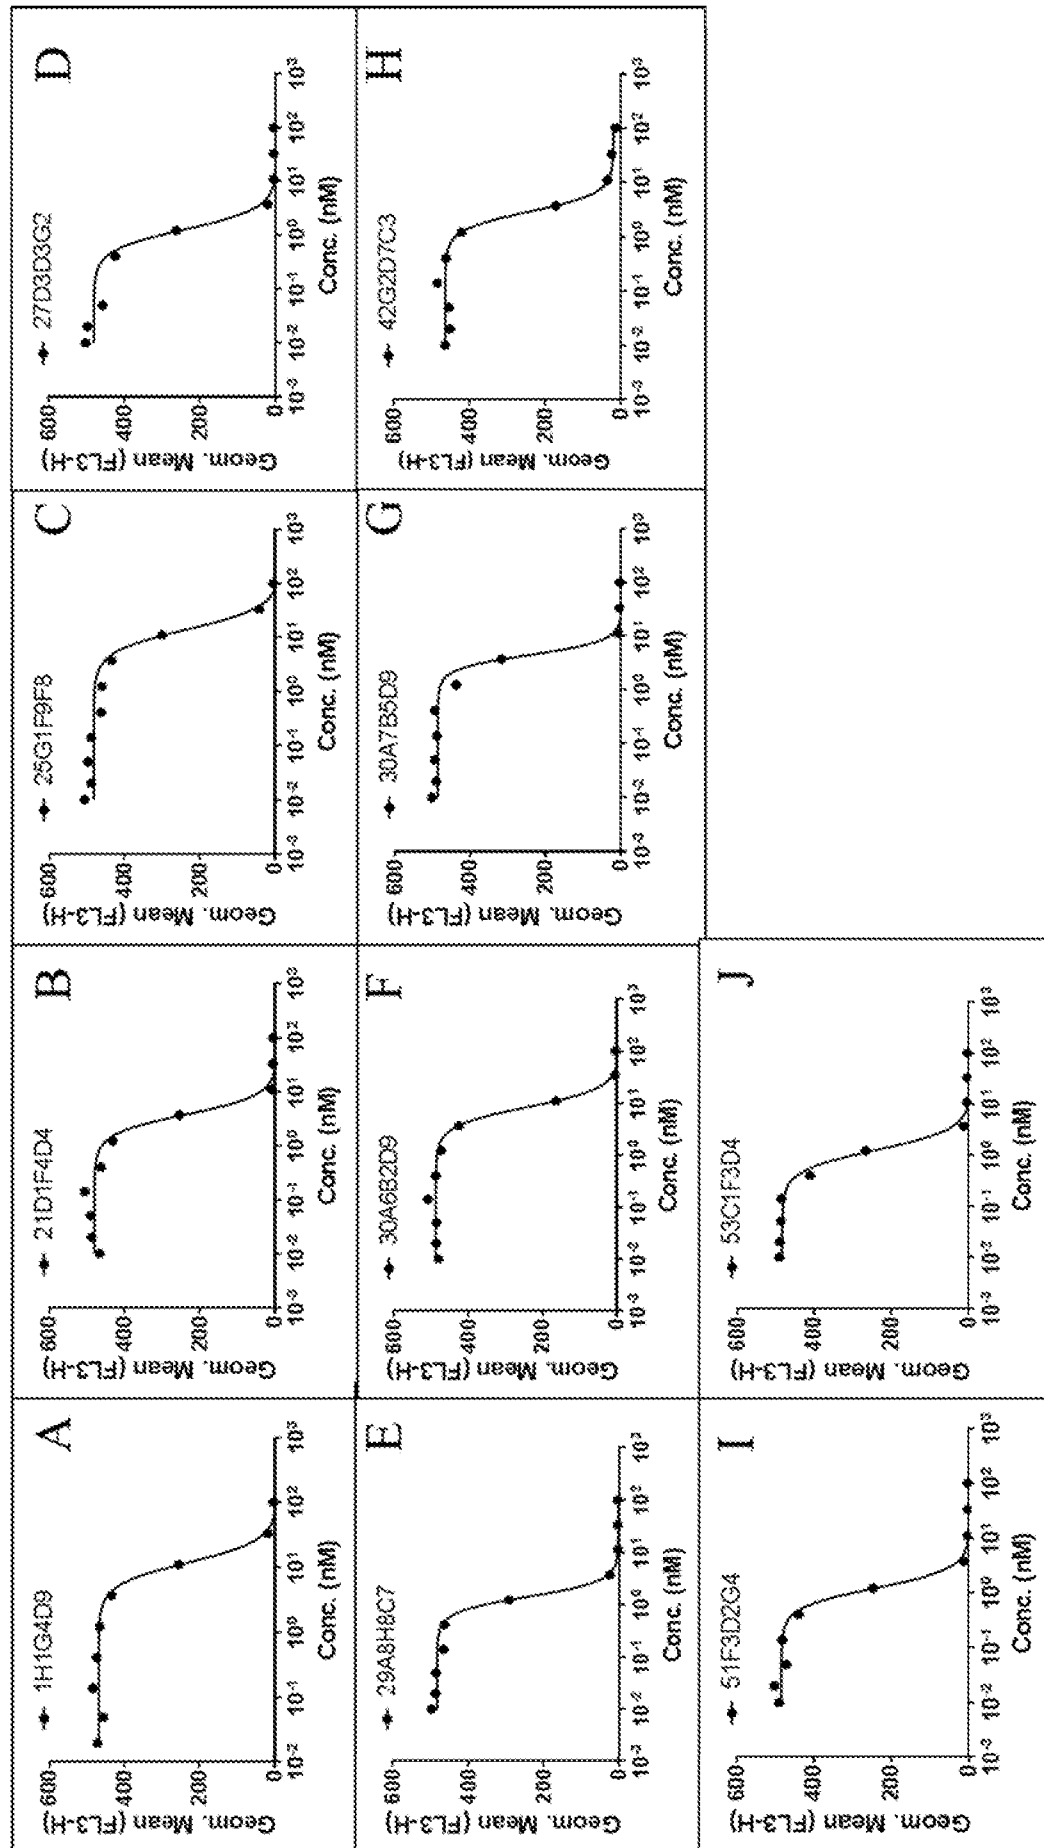 A
1H1G4D9
600
400
200
0
Geom. Mean (FL3-H)
10-2 10-1 100 101 102 103
Conc. (nM)
B
21D1F4D4
600
400
200
0
Geom. Mean (FL3-H)
10-3 10-2 10-1 100 101 102 103
Conc. (nM)
C
25G1F9F8
600
400
200
0
Geom. Mean (FL3-H)
10-3 10-2 10-1 100 101 102 103
Conc. (nM)
D
27D3D3G2
600
400
200
0
Geom. Mean (FL3-H)
10-3 10-2 10-1 100 101 102 103
Conc. (nM)
E
29A8H8C7
600
400
200
0
Geom. Mean (FL3-H)
10-3 10-2 10-1 100 101 102 103
Conc. (nM)
F
30A6B2D9
600
400
200
0
Geom. Mean (FL3-H)
10-3 10-2 10-1 100 101 102 103
Conc. (nM)
G
30A7B5D9
600
400
200
0
Geom. Mean (FL3-H)
10-3 10-2 10-1 100 101 102 103
Conc. (nM)
H
42G2D7C3
600
400
200
0
Geom. Mean (FL3-H)
10-3 10-2 10-1 100 101 102 103
Conc. (nM)
I
51F3D2G4
600
400
200
0
Geom. Mean (FL3-H)
10-3 10-2 10-1 100 101 102 103
Conc. (nM)
J
53C1F3D4
600
400
200
0
Geom. Mean (FL3-H)
10-3 10-2 10-1 100 101 102 103
Conc. (nM)